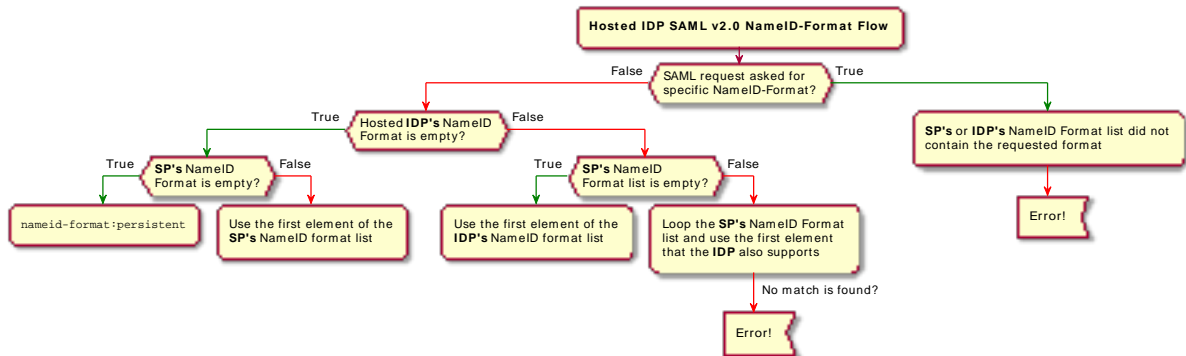 Hosted IDP SAML v2.0 NameID-Format Flow
False
SAML request asked for
specific NameID-Format?
True
True
Hosted IDP's NameID
Format is empty?
False
SP's or IDP's NameID Format list did not
contain the requested format
True
SP's NameID
Format is empty?
False
True
SP's NameID
Format list is empty?
False
nameid-format:persistent
Use the first element of the
SP's NameID format list
Use the first element of the
IDP's NameID format list
Loop the SP's NameID Format
list and use the first element
that the IDP also supports
Error!
No match is found?
Error!